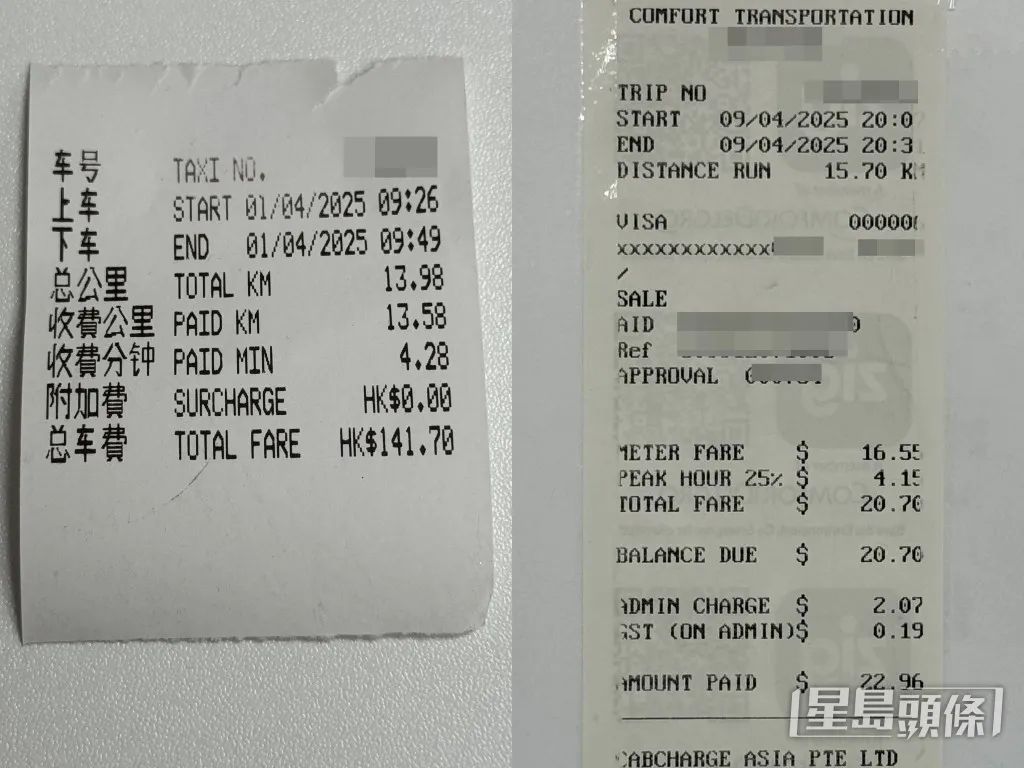 车号 TAXI NO.
上车 START 01/04/2025 09:26
下车 END 01/04/2025 09:49
总公里 TOTAL KM 13.98
收費公里 PAID KM 13.58
收費分钟 PAID MIN 4.28
附加費 SURCHARGE HK$0.00
总车費 TOTAL FARE HK$141.70
COMFORT TRANSPORTATION
TRIP NO
START 09/04/2025 20:0
END 09/04/2025 20:3
DISTANCE RUN 15.70 KM
VISA 00000
xxxxxxxxxxxx
/
SALE
AID
Ref
APPROVAL
METER FARE $ 16.55
PEAK HOUR 25% $ 4.15
TOTAL FARE $ 20.70
BALANCE DUE $ 20.70
ADMIN CHARGE $ 2.07
GST (ON ADMIN)$ 0.19
AMOUNT PAID $ 22.96
CABCHARGE ASIA PTE LTD
星島頭條